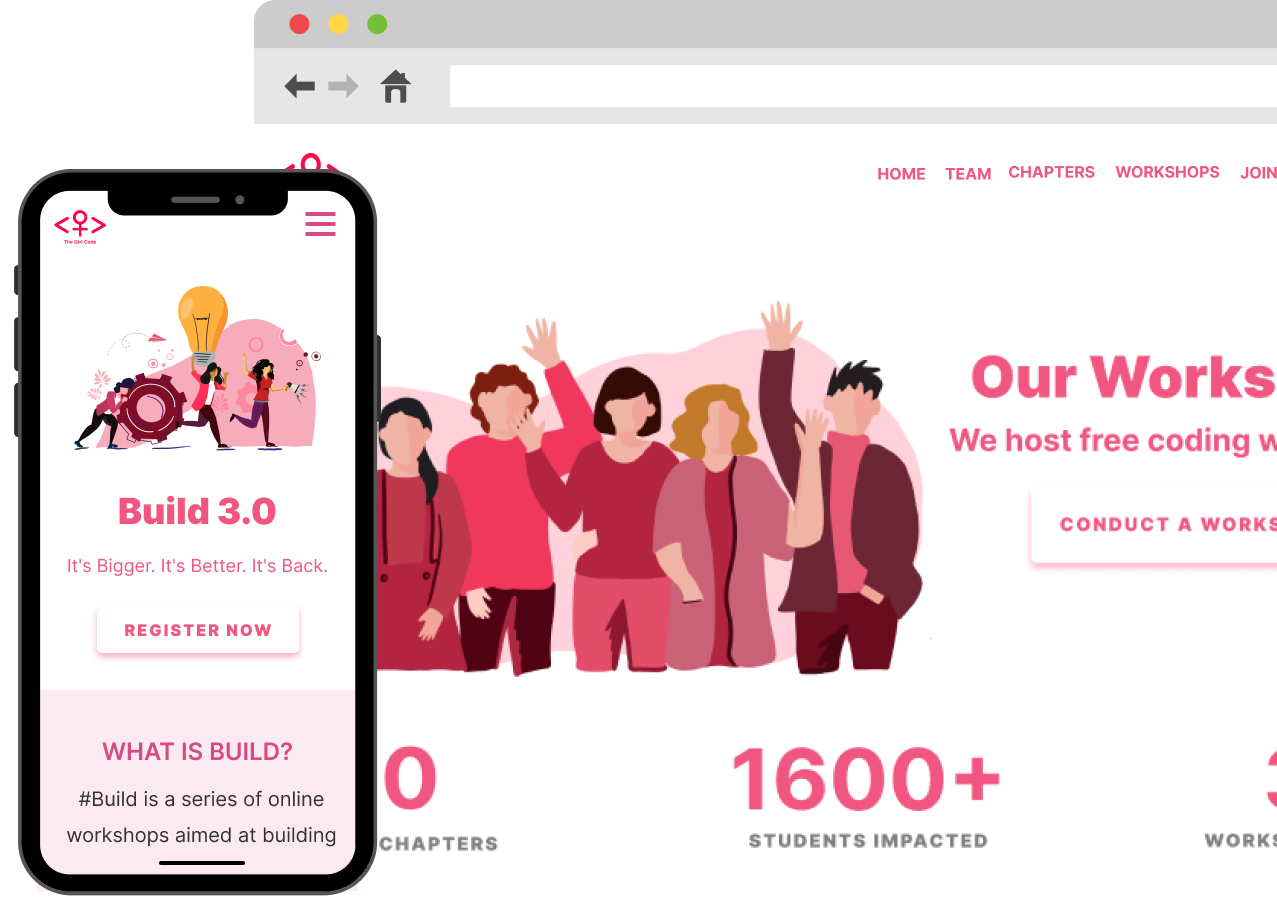 HOME TEAM CHAPTERS WORKSHOPS JOIN
The Girl Code
Build 3.0
It's Bigger. It's Better. It's Back.
REGISTER NOW
WHAT IS BUILD?
#Build is a series of online
workshops aimed at building
Our Works
We host free coding w
CONDUCT A WORKS
0
CHAPTERS
1600+
STUDENTS IMPACTED
3
WORKS